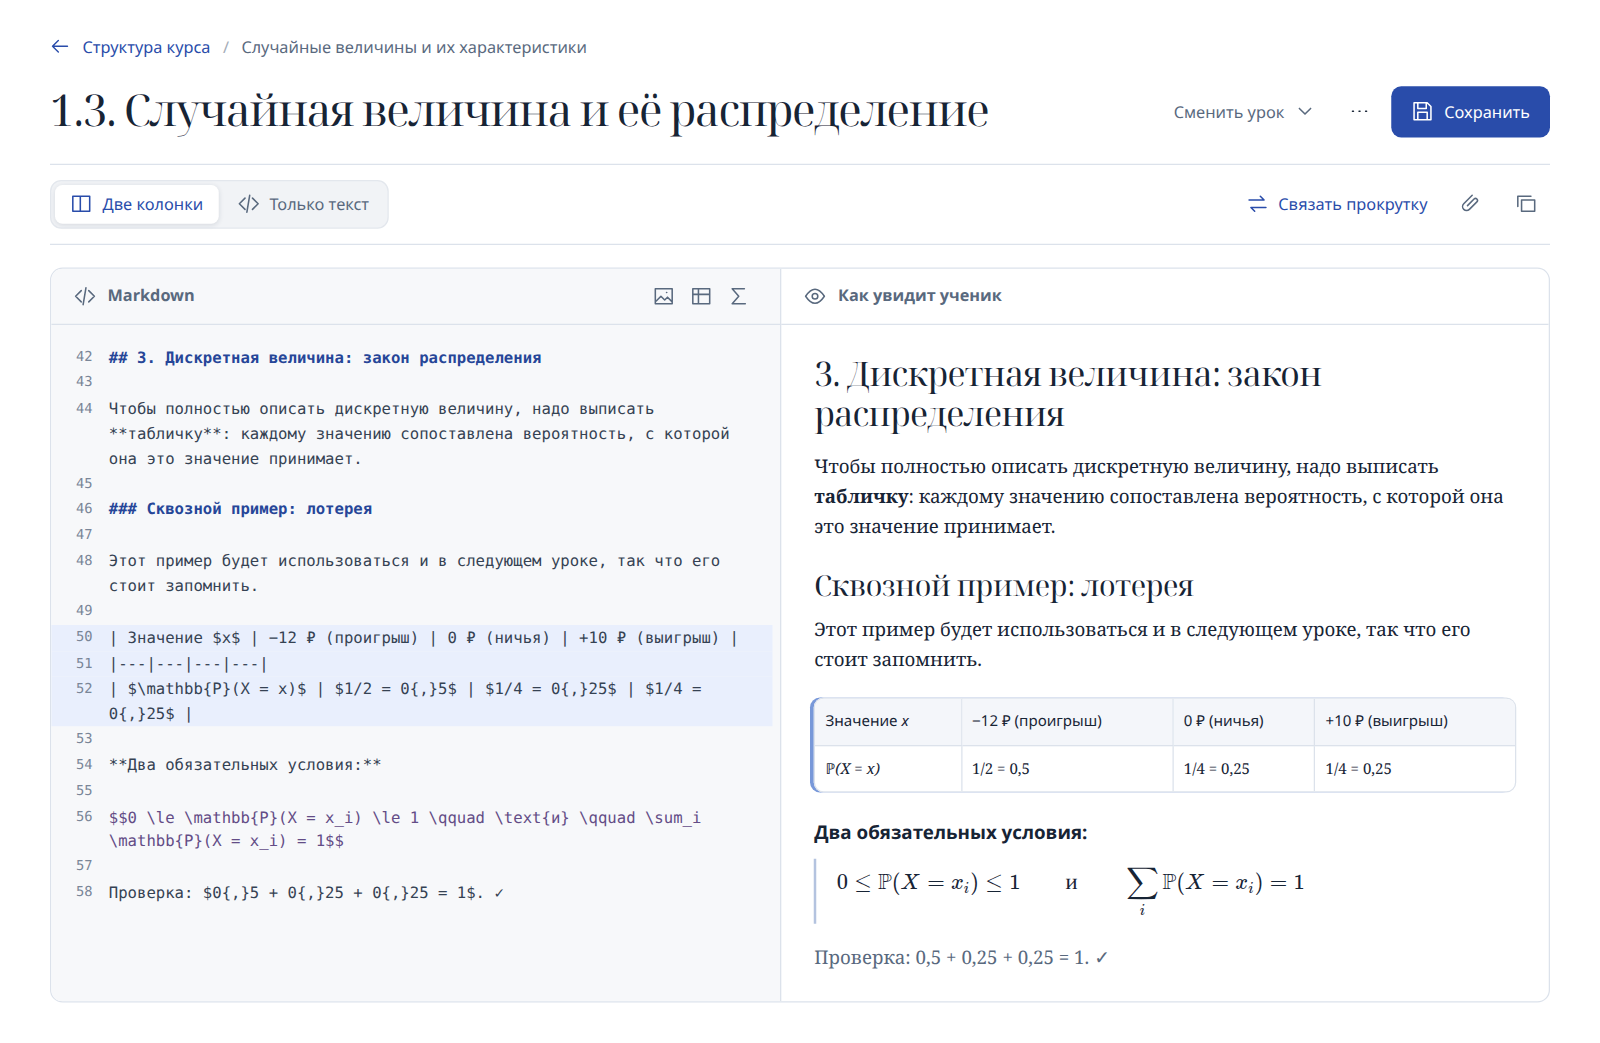 Структура курса / Случайные величины и их характеристики
1.3. Случайная величина и её распределение
Сменить урок
...
Сохранить
Две колонки
Только текст
Связать прокрутку
Markdown
42 ## 3. Дискретная величина: закон распределения
43
44 Чтобы полностью описать дискретную величину, надо выписать
**табличку**: каждому значению сопоставлена вероятность, с которой
она это значение принимает.
45
46 ### Сквозной пример: лотерея
47
48 Этот пример будет использоваться и в следующем уроке, так что его
стоит запомнить.
49
50 | Значение $x$ | −12 ₽ (проигрыш) | 0 ₽ (ничья) | +10 ₽ (выигрыш) |
51 |---|---|---|---|
52 | $\mathbb{P}(X = x)$ | $1/2 = 0{,}5$ | $1/4 = 0{,}25$ | $1/4 =
0{,}25$ |
53
54 **Два обязательных условия:**
55
56 $$0 \le \mathbb{P}(X = x_i) \le 1 \qquad \text{и} \qquad \sum_i
\mathbb{P}(X = x_i) = 1$$
57
58 Проверка: $0{,}5 + 0{,}25 + 0{,}25 = 1$. ✓
Как увидит ученик
3. Дискретная величина: закон
распределения
Чтобы полностью описать дискретную величину, надо выписать
табличку: каждому значению сопоставлена вероятность, с которой она
это значение принимает.
Сквозной пример: лотерея
Этот пример будет использоваться и в следующем уроке, так что его
стоит запомнить.
Значение x −12 ₽ (проигрыш) 0 ₽ (ничья) +10 ₽ (выигрыш)
ℙ(X = x) 1/2 = 0,5 1/4 = 0,25 1/4 = 0,25
Два обязательных условия:
0 ≤ ℙ(X = x_i) ≤ 1 и ∑_i ℙ(X = x_i) = 1
Проверка: 0,5 + 0,25 + 0,25 = 1. ✓